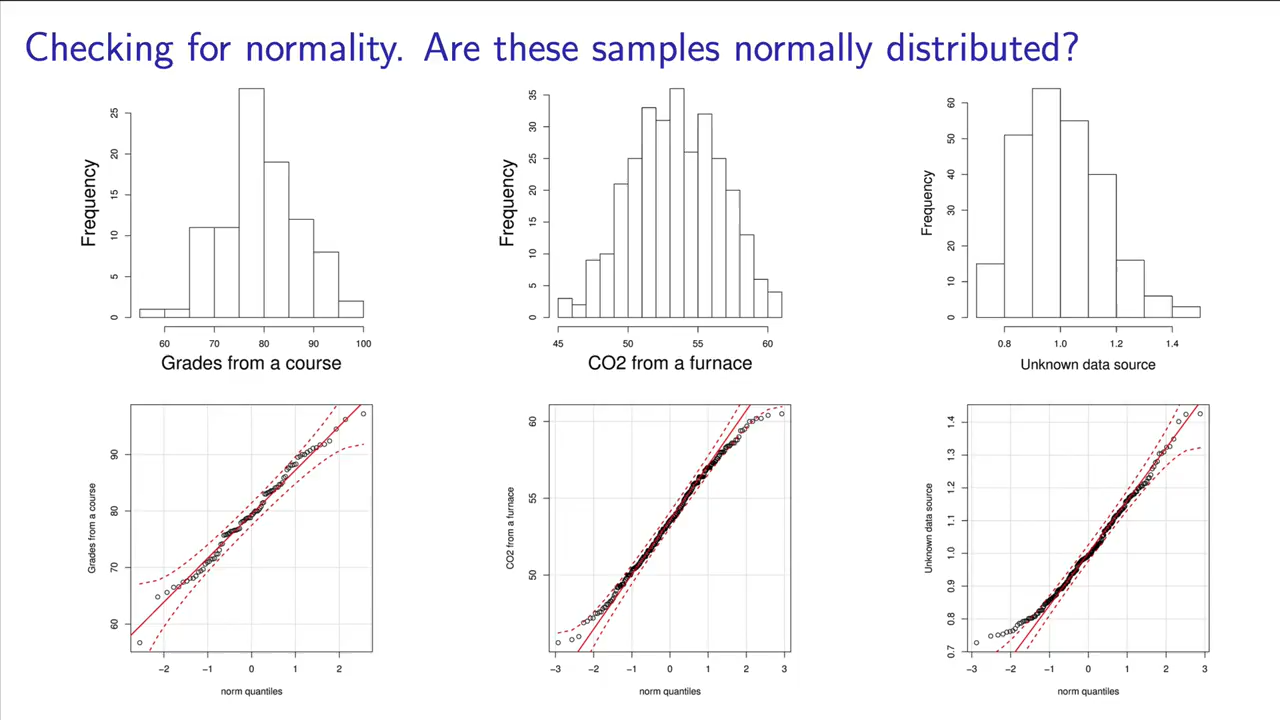 Checking for normality. Are these samples normally distributed?
Frequency
0 5 10 15 20 25
60 70 80 90 100
Grades from a course
Frequency
0 5 10 15 20 25 30 35
45 50 55 60
CO2 from a furnace
Frequency
0 10 20 30 40 50 60
0.8 1.0 1.2 1.4
Unknown data source
Grades from a course
60 70 80 90
−2 −1 0 1 2
norm quantiles
CO2 from a furnace
50 55 60
−3 −2 −1 0 1 2 3
norm quantiles
Unknown data source
0.7 0.8 0.9 1.0 1.1 1.2 1.3 1.4
−3 −2 −1 0 1 2 3
norm quantiles